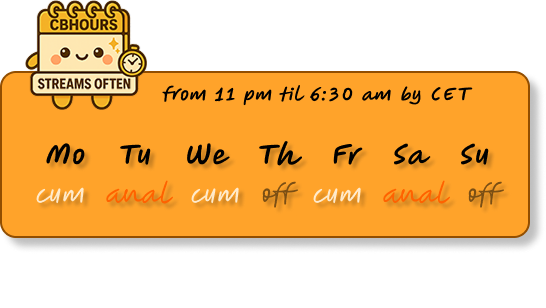 CBHOURS
STREAMS OFTEN
from 11 pm til 6:30 am by CET
Mo Tu We Th Fr Sa Su
cum anal cum off cum anal off